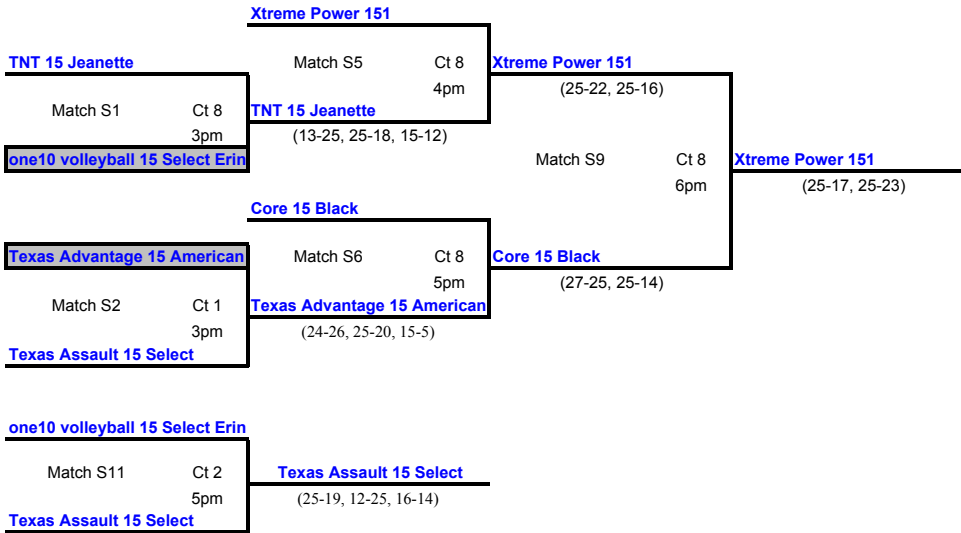 Xtreme Power 151
TNT 15 Jeanette
Match S5 Ct 8
Xtreme Power 151
4pm
(25-22, 25-16)
Match S1 Ct 8
TNT 15 Jeanette
3pm
(13-25, 25-18, 15-12)
one10 volleyball 15 Select Erin
Match S9 Ct 8
Xtreme Power 151
6pm
(25-17, 25-23)
Core 15 Black
Texas Advantage 15 American
Match S6 Ct 8
Core 15 Black
5pm
(27-25, 25-14)
Match S2 Ct 1
Texas Advantage 15 American
3pm
(24-26, 25-20, 15-5)
Texas Assault 15 Select
one10 volleyball 15 Select Erin
Match S11 Ct 2
Texas Assault 15 Select
5pm
(25-19, 12-25, 16-14)
Texas Assault 15 Select